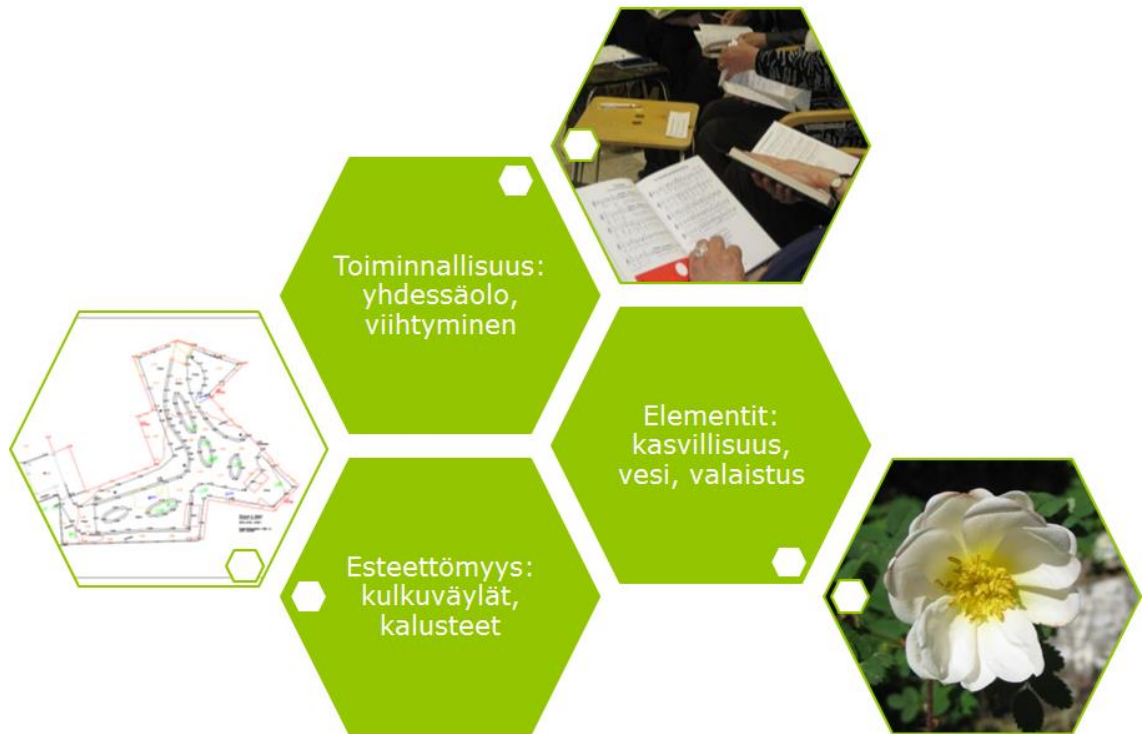 Toiminnallisuus:
yhdessäolo,
viihtyminen
Elementit:
kasvillisuus,
vesi, valaistus
Esteettömyys:
kulkuväylät,
kalusteet